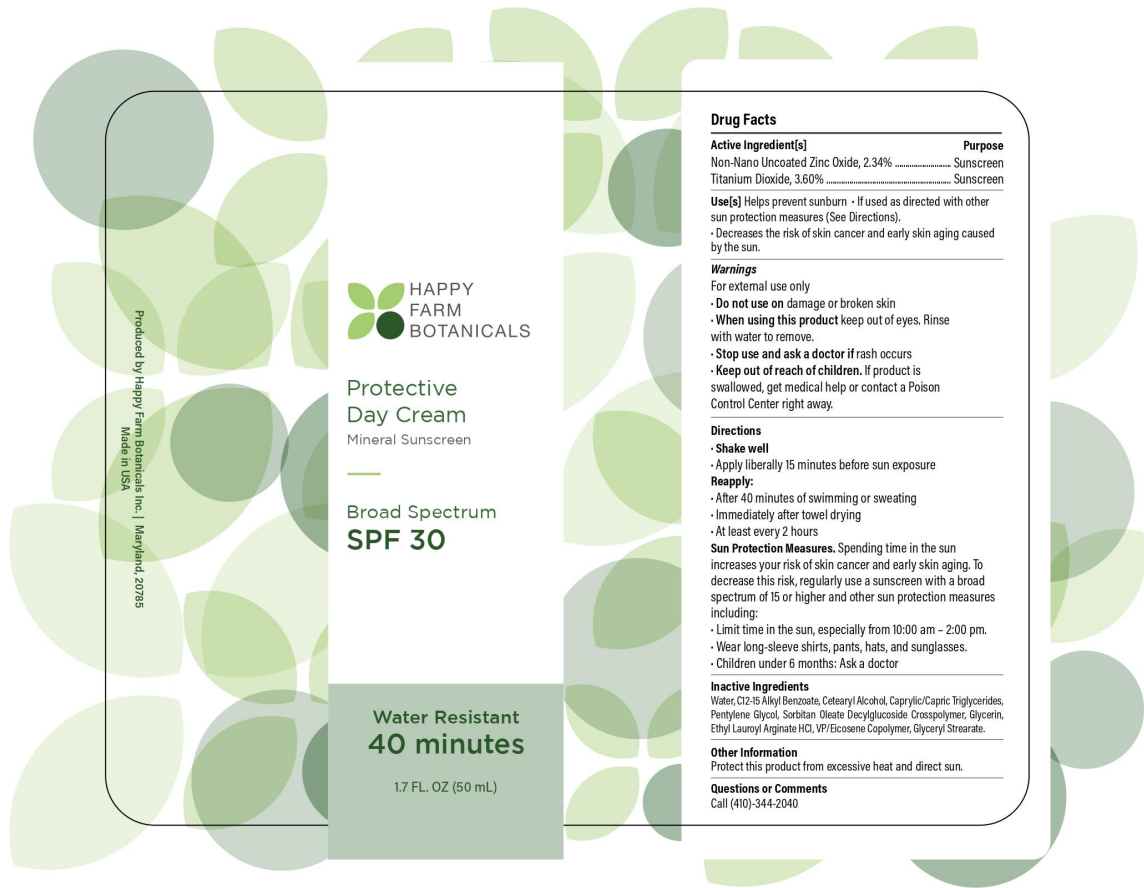 Produced by Happy Farm Botanicals Inc. | Maryland, 20785
Made in USA
HAPPY
FARM
BOTANICALS
Protective
Day Cream
Mineral Sunscreen
Broad Spectrum
SPF 30
Water Resistant
40 minutes
1.7 FL. OZ (50 mL)
Drug Facts
Active Ingredient[s] Purpose
Non-Nano Uncoated Zinc Oxide, 2.34% .......................... Sunscreen
Titanium Dioxide, 3.60% ........................................................ Sunscreen
Use[s] Helps prevent sunburn · If used as directed with other
sun protection measures (See Directions).
· Decreases the risk of skin cancer and early skin aging caused
by the sun.
Warnings
For external use only
· Do not use on damage or broken skin
· When using this product keep out of eyes. Rinse
with water to remove.
· Stop use and ask a doctor if rash occurs
· Keep out of reach of children. If product is
swallowed, get medical help or contact a Poison
Control Center right away.
Directions
· Shake well
· Apply liberally 15 minutes before sun exposure
Reapply:
· After 40 minutes of swimming or sweating
· Immediately after towel drying
· At least every 2 hours
Sun Protection Measures. Spending time in the sun
increases your risk of skin cancer and early skin aging. To
decrease this risk, regularly use a sunscreen with a broad
spectrum of 15 or higher and other sun protection measures
including:
· Limit time in the sun, especially from 10:00 am – 2:00 pm.
· Wear long-sleeve shirts, pants, hats, and sunglasses.
· Children under 6 months: Ask a doctor
Inactive Ingredients
Water, C12-15 Alkyl Benzoate, Cetearyl Alcohol, Caprylic/Capric Triglycerides,
Pentylene Glycol, Sorbitan Oleate Decylglucoside Crosspolymer, Glycerin,
Ethyl Lauroyl Arginate HCI, VP/Eicosene Copolymer, Glyceryl Strearate.
Other Information
Protect this product from excessive heat and direct sun.
Questions or Comments
Call (410)-344-2040